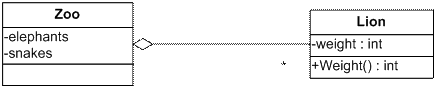 Zoo
-elephants
-snakes
*
Lion
-weight : int
+Weight() : int